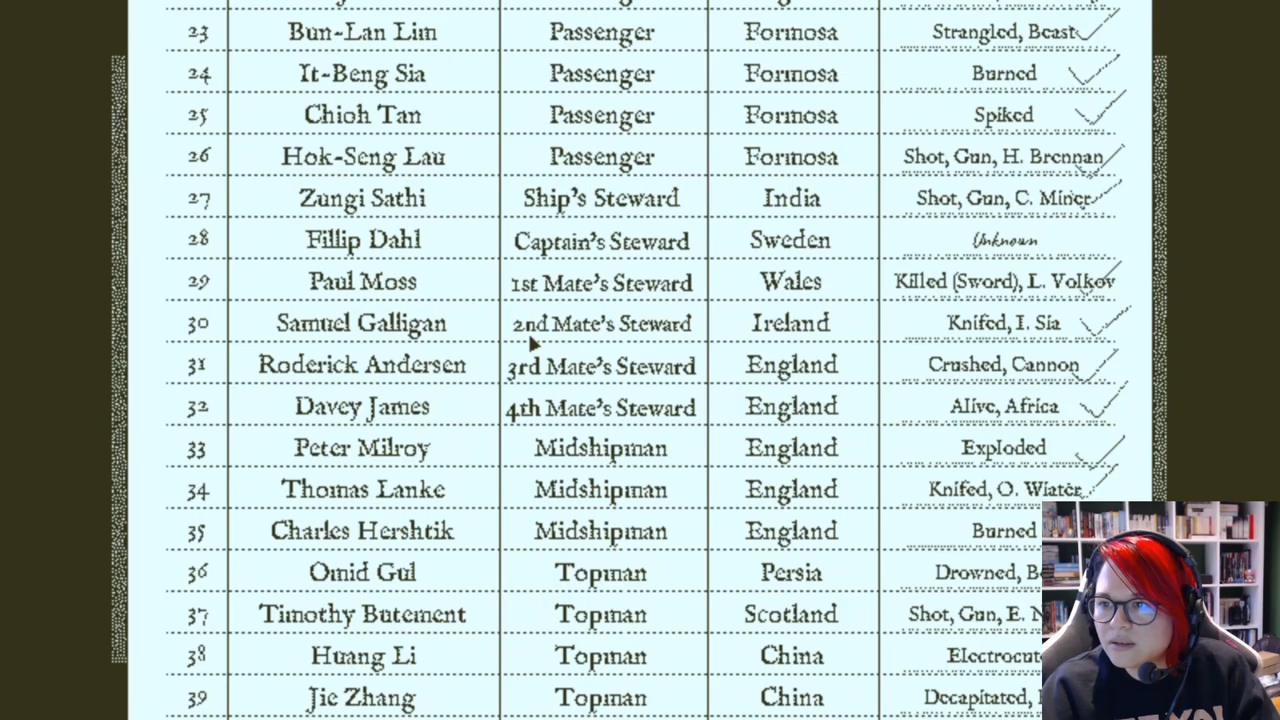 23 Bun-Lan Lim Passenger Formosa Strangled, Beast
24 It-Beng Sia Passenger Formosa Burned
25 Chioh Tan Passenger Formosa Spiked
26 Hok-Seng Lau Passenger Formosa Shot, Gun, H. Brennan
27 Zungi Sathi Ship's Steward India Shot, Gun, C. Miner
28 Fillip Dahl Captain's Steward Sweden Unknown
29 Paul Moss 1st Mate's Steward Wales Killed (Sword), L. Volkov
30 Samuel Galligan 2nd Mate's Steward Ireland Knifed, I. Sia
31 Roderick Andersen 3rd Mate's Steward England Crushed, Cannon
32 Davey James 4th Mate's Steward England Alive, Africa
33 Peter Milroy Midshipman England Exploded
34 Thomas Lanke Midshipman England Knifed, O. Wiater
35 Charles Hershtik Midshipman England Burned
36 Omid Gul Topman Persia Drowned, B
37 Timothy Butement Topman Scotland Shot, Gun, E. N
38 Huang Li Topman China Electrocut
39 Jie Zhang Topman China Decapitated,